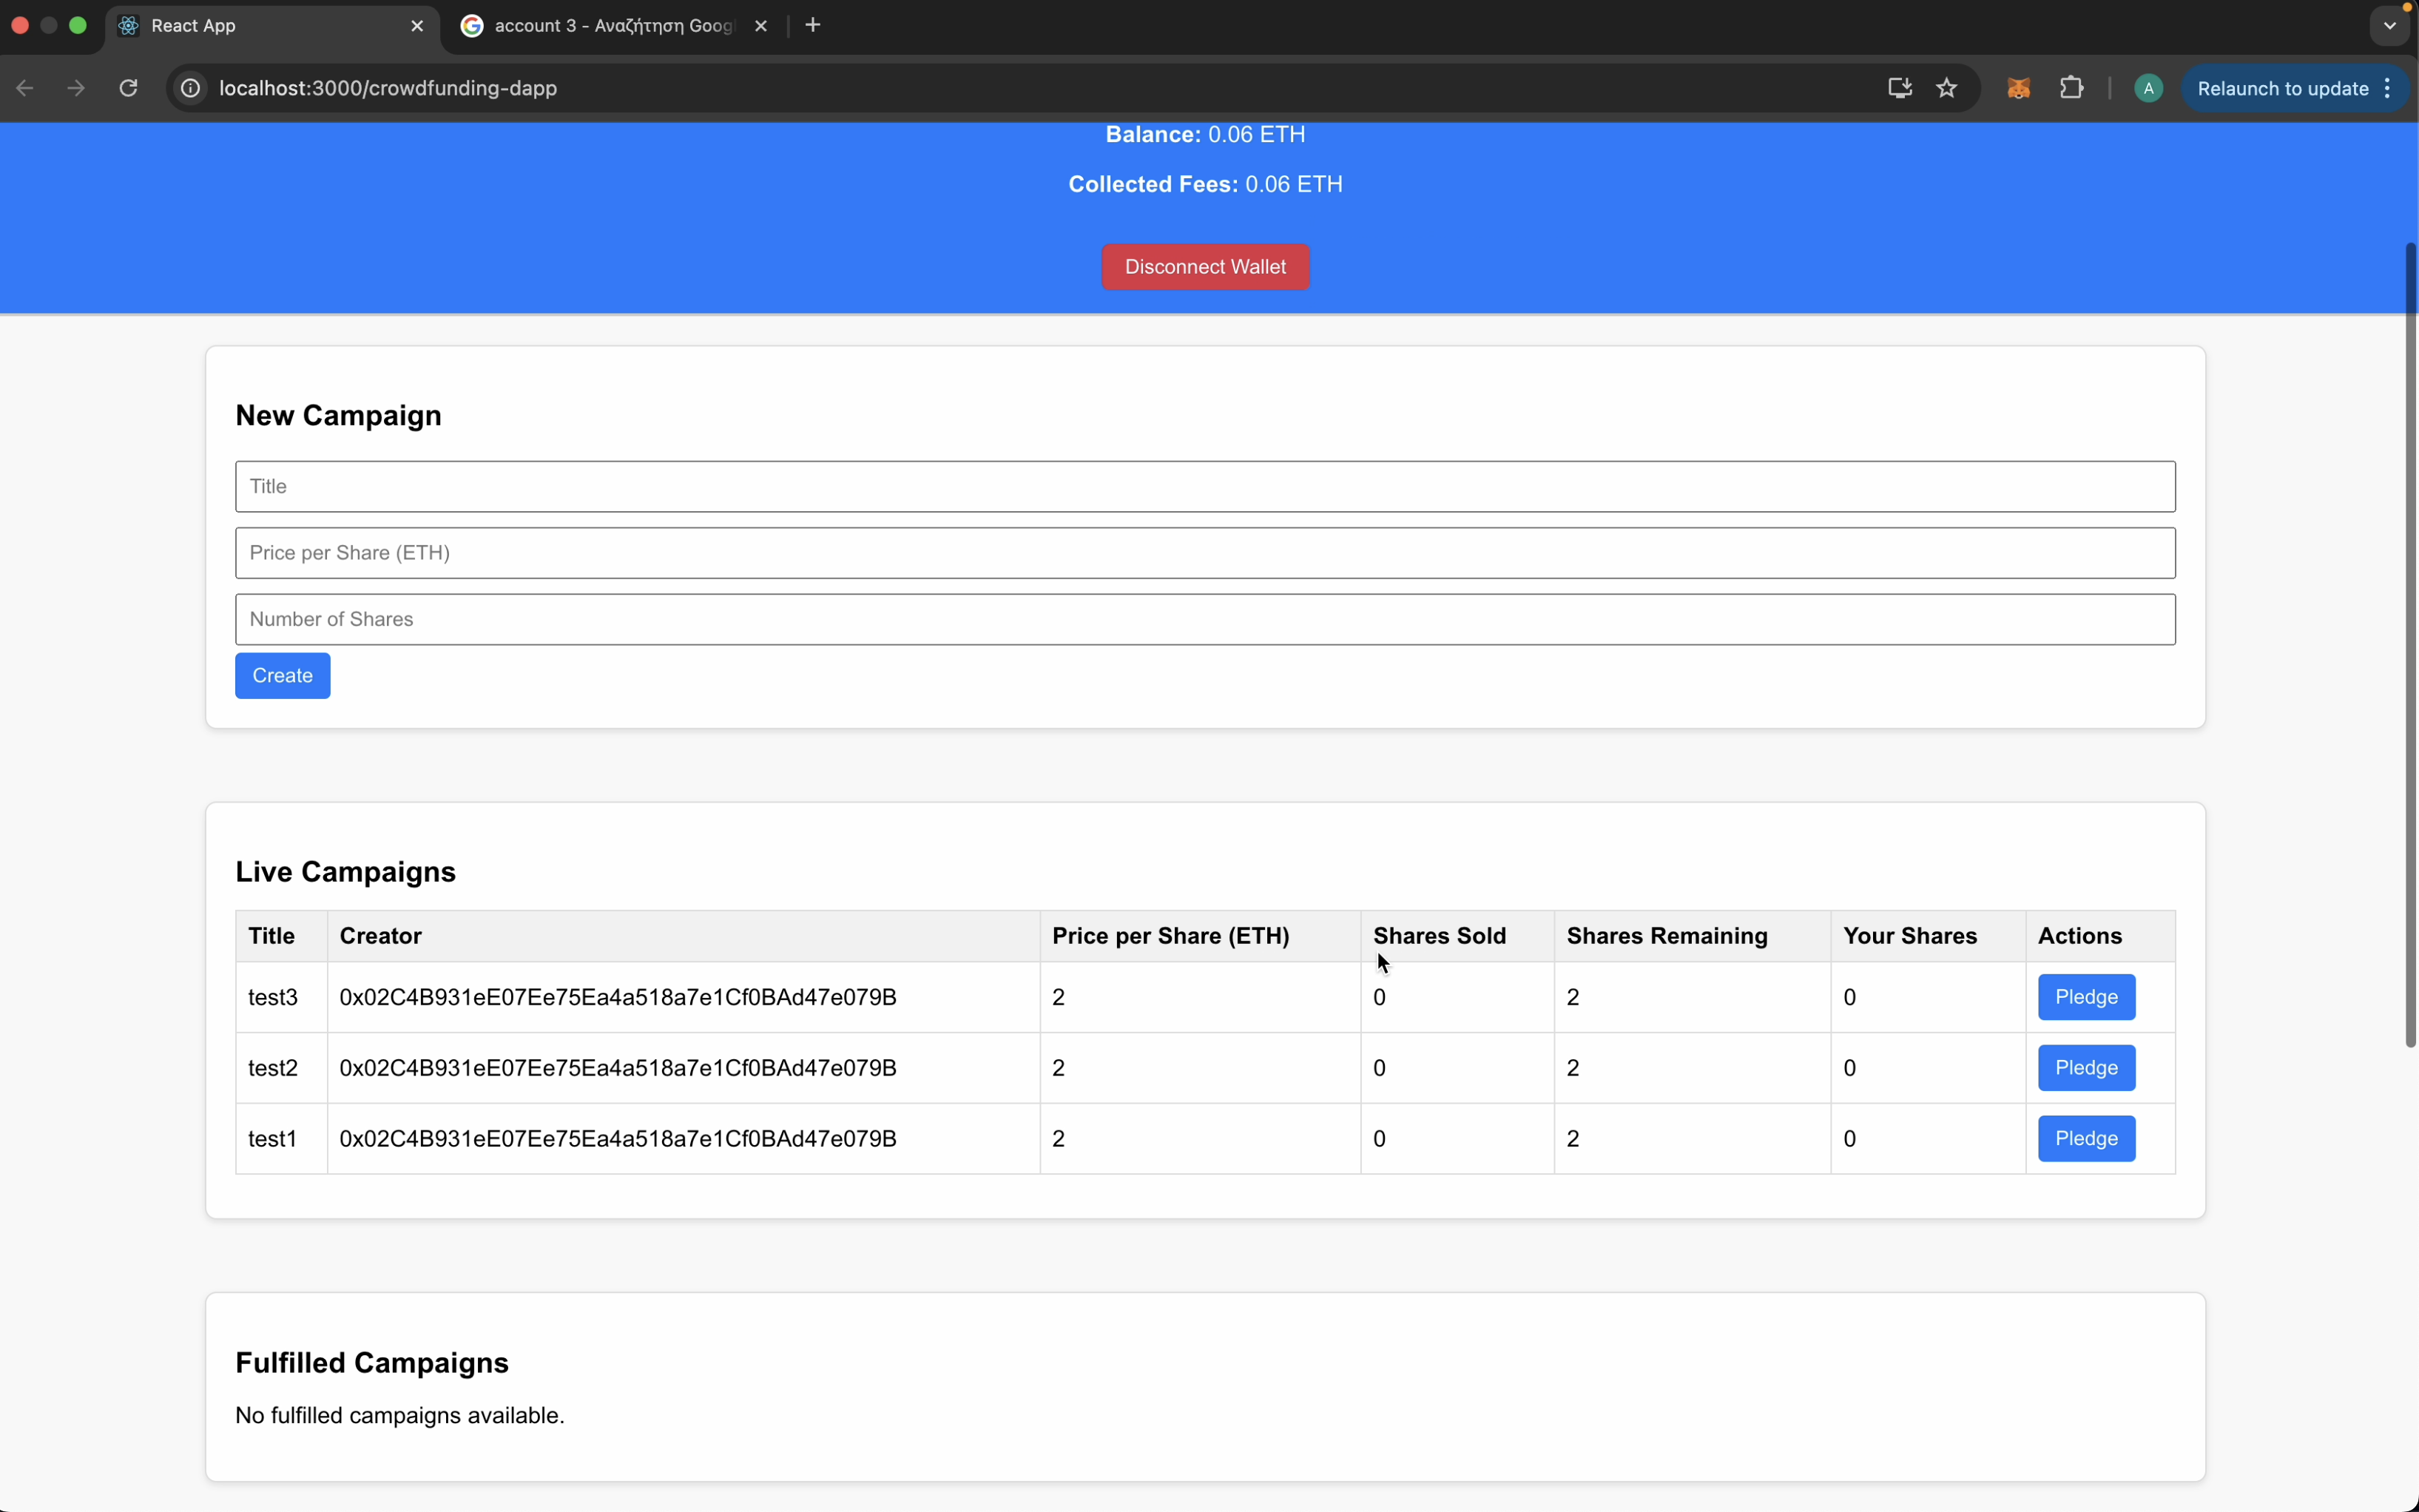 React App
account 3 - Αναζήτηση Goog
localhost:3000/crowdfunding-dapp
A
Relaunch to update
Balance: 0.06 ETH
Collected Fees: 0.06 ETH
Disconnect Wallet
New Campaign
Title
Price per Share (ETH)
Number of Shares
Create
Live Campaigns
Title Creator Price per Share (ETH) Shares Sold Shares Remaining Your Shares Actions
test3 0x02C4B931eE07Ee75Ea4a518a7e1Cf0BAd47e079B 2 0 2 0 Pledge
test2 0x02C4B931eE07Ee75Ea4a518a7e1Cf0BAd47e079B 2 0 2 0 Pledge
test1 0x02C4B931eE07Ee75Ea4a518a7e1Cf0BAd47e079B 2 0 2 0 Pledge
Fulfilled Campaigns
No fulfilled campaigns available.